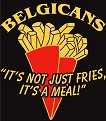 BELGICANS
"IT'S NOT JUST FRIES,
IT'S A MEAL!"